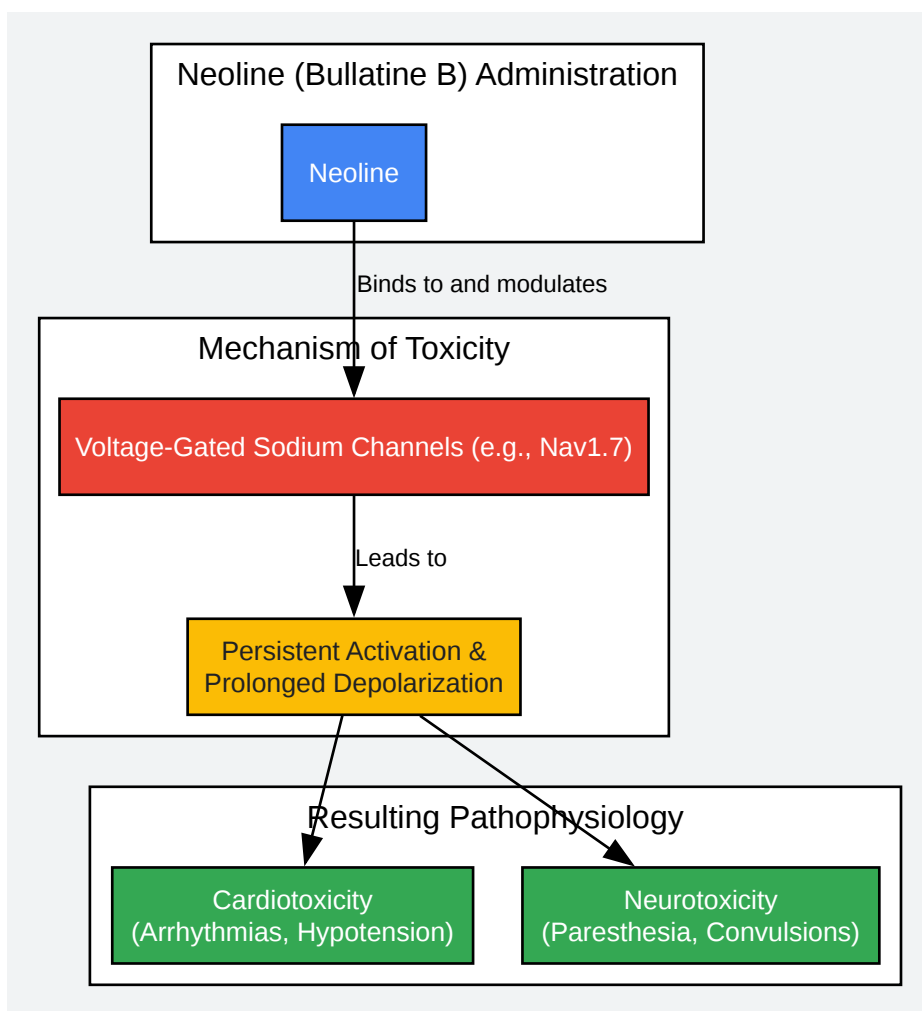 Neoline (Bullatine B) Administration
Neoline
Binds to and modulates
Mechanism of Toxicity
Voltage-Gated Sodium Channels (e.g., Nav1.7)
Leads to
Persistent Activation &
Prolonged Depolarization
Resulting Pathophysiology
Cardiotoxicity
(Arrhythmias, Hypotension)
Neurotoxicity
(Paresthesia, Convulsions)